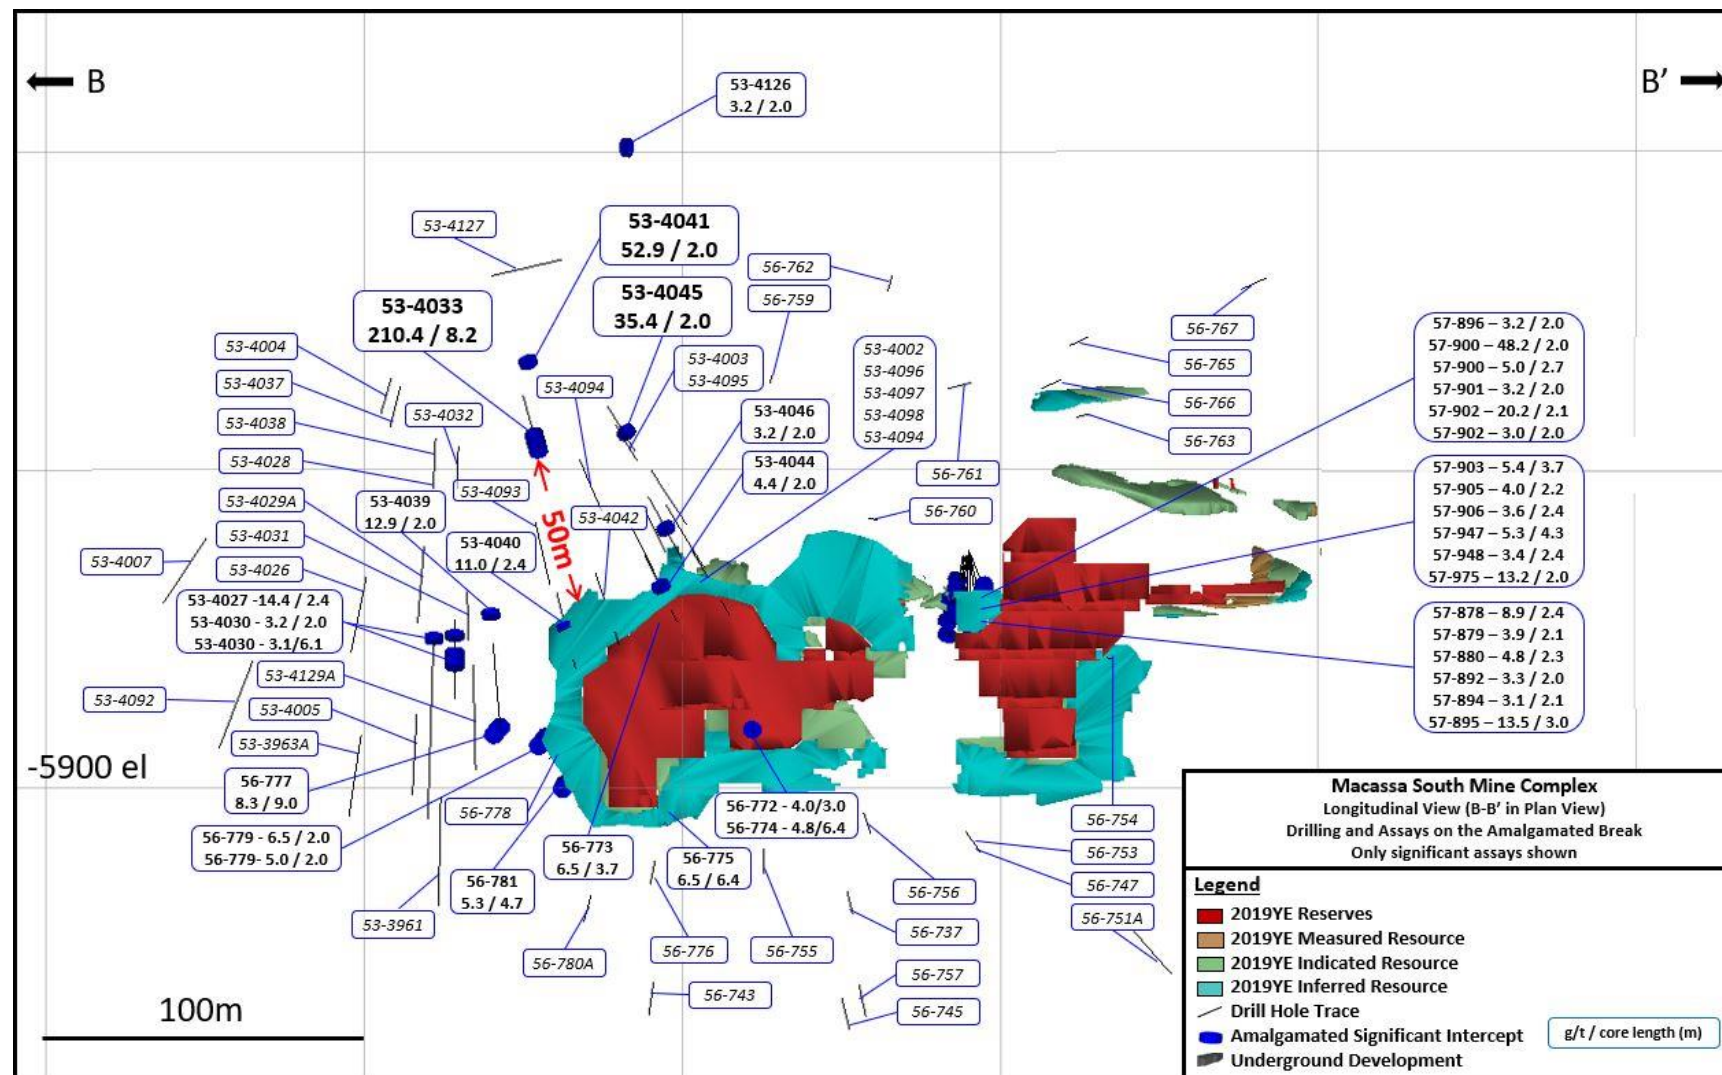 B
B'
53-4126
3.2 / 2.0
53-4127
53-4041
52.9 / 2.0
56-762
53-4045
35.4 / 2.0
56-759
53-4033
210.4 / 8.2
56-767
57-896 – 3.2 / 2.0
57-900 – 48.2 / 2.0
57-900 – 5.0 / 2.7
57-901 – 3.2 / 2.0
57-902 – 20.2 / 2.1
57-902 – 3.0 / 2.0
53-4004
53-4003
53-4095
53-4002
53-4096
53-4097
53-4098
53-4094
56-765
53-4037
53-4094
56-766
53-4032
53-4046
3.2 / 2.0
53-4038
56-763
53-4028
53-4044
4.4 / 2.0
56-761
57-903 – 5.4 / 3.7
57-905 – 4.0 / 2.2
57-906 – 3.6 / 2.4
57-947 – 5.3 / 4.3
57-948 – 3.4 / 2.4
57-975 – 13.2 / 2.0
53-4029A
53-4039
12.9 / 2.0
53-4093
50m
53-4042
56-760
53-4031
53-4040
11.0 / 2.4
53-4007
53-4026
53-4027 -14.4 / 2.4
53-4030 - 3.2 / 2.0
53-4030 - 3.1/6.1
57-878 – 8.9 / 2.4
57-879 – 3.9 / 2.1
57-880 – 4.8 / 2.3
57-892 – 3.3 / 2.0
57-894 – 3.1 / 2.1
57-895 – 13.5 / 3.0
53-4129A
53-4092
53-4005
53-3963A
-5900 el
56-777
8.3 / 9.0
56-778
56-772 - 4.0/3.0
56-774 - 4.8/6.4
56-754
56-779 - 6.5 / 2.0
56-779- 5.0 / 2.0
56-773
6.5 / 3.7
56-775
6.5 / 6.4
56-753
56-781
5.3 / 4.7
56-756
56-747
53-3961
56-751A
56-737
56-780A
56-776
56-755
56-757
56-743
56-745
100m
Macassa South Mine Complex
Longitudinal View (B-B' in Plan View)
Drilling and Assays on the Amalgamated Break
Only significant assays shown
Legend
2019YE Reserves
2019YE Measured Resource
2019YE Indicated Resource
2019YE Inferred Resource
Drill Hole Trace
Amalgamated Significant Intercept
g/t / core length (m)
Underground Development